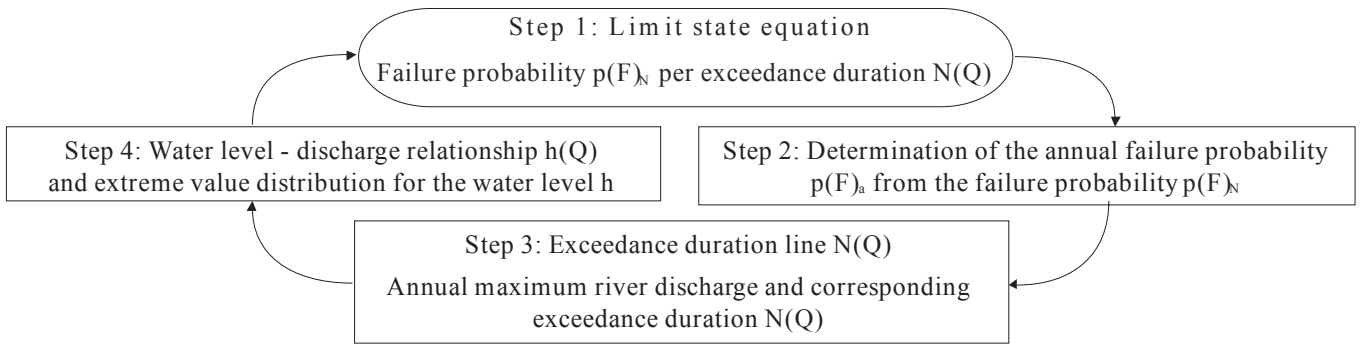 Step 1: Limit state equation
Failure probability p(F)N per exceedance duration N(Q)
Step 4: Water level - discharge relationship h(Q)
and extreme value distribution for the water level h
Step 2: Determination of the annual failure probability
p(F)a from the failure probability p(F)N
Step 3: Exceedance duration line N(Q)
Annual maximum river discharge and corresponding
exceedance duration N(Q)